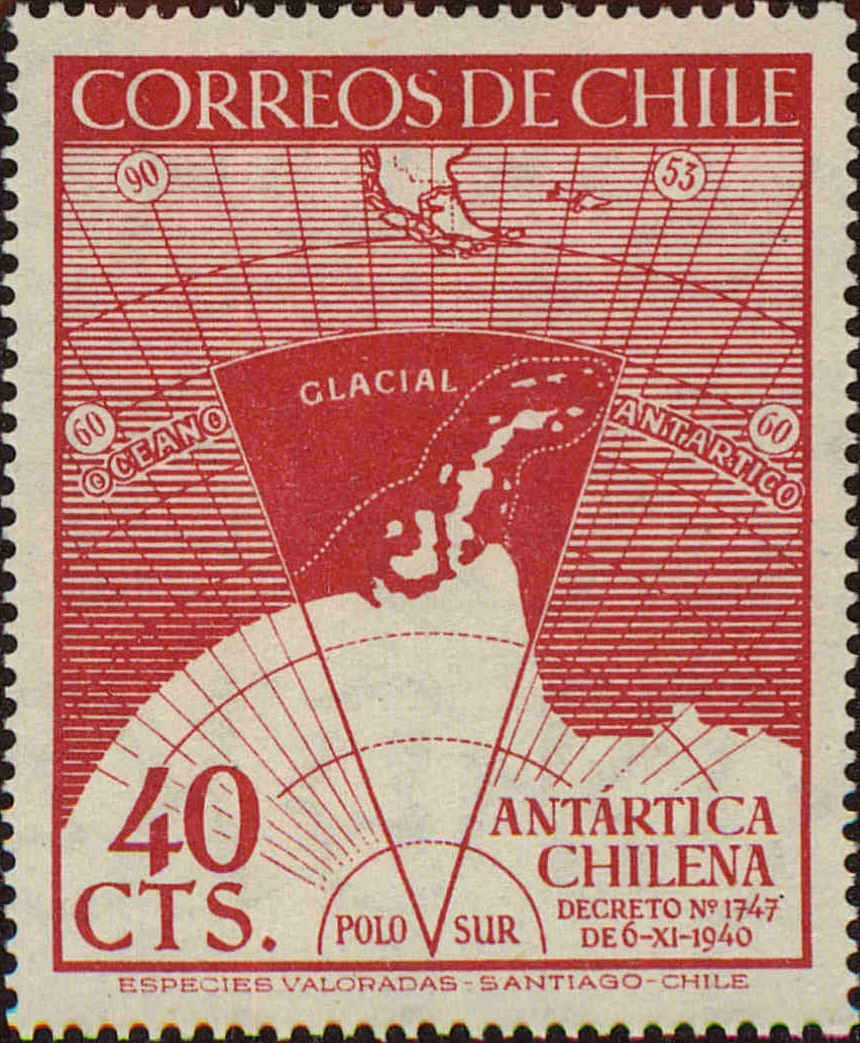 CORREOS DE CHILE
90
53
GLACIAL
60
OCEANO
ANTARTICO
60
40
CTS.
ANTÁRTICA
CHILENA
DECRETO Nº 1747
DE 6-XI-1940
POLO SUR
ESPECIES VALORADAS-SANTIAGO-CHILE